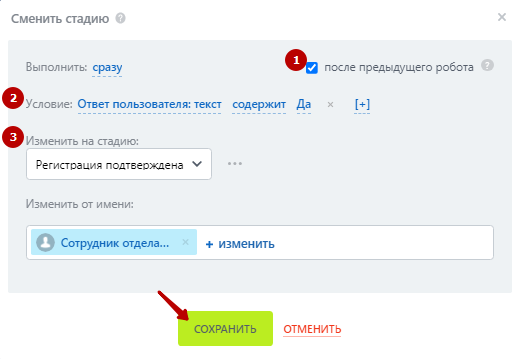 Сменить стадию
Выполнить: сразу 1 после предыдущего робота ?
2 Условие: Ответ пользователя: текст содержит Да × [+]
3
Изменить на стадию:
Регистрация подтверждена ...
Изменить от имени:
Сотрудник отдела... × + изменить
СОХРАНИТЬ ОТМЕНИТЬ